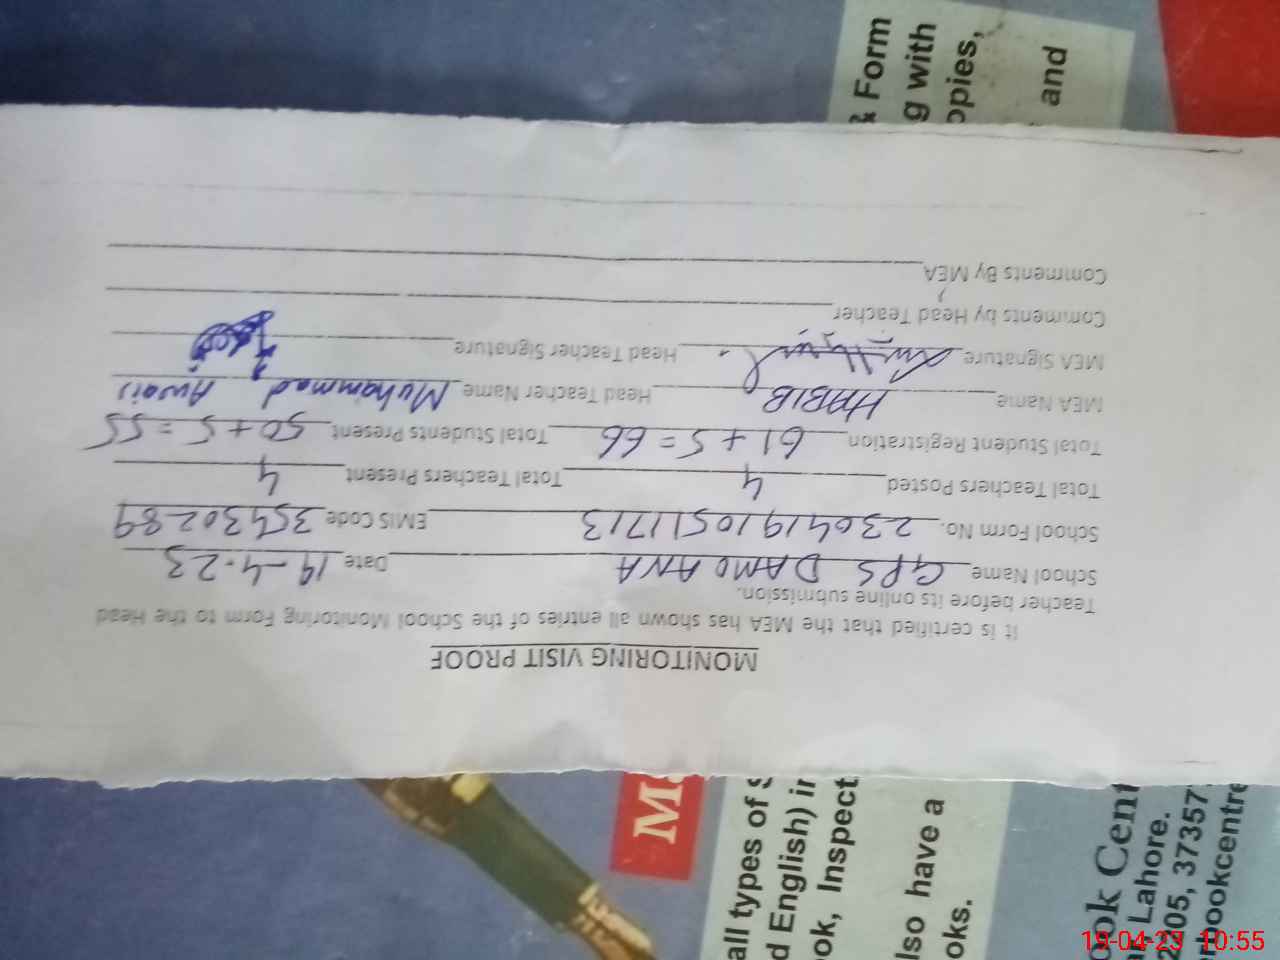 MONITORING VISIT PROOF
It is certified that the MEA has shown all entries of the School Monitoring Form to the Head
Teacher before its online submission.
School Name GPS DAMOANA Date 19-4-23
School Form No. 23041910511713 EMIS Code 35430289
Total Teachers Posted 4 Total Teachers Present 4
Total Student Registration 61+5=66 Total Students Present 50+5=55
MEA Name HABIB Head Teacher Name Muhammad Awais
MEA Signature Head Teacher Signature
Comments by Head Teacher
Comments By MEA
& Form
g with
opies,
and
M
all types of
d English) in
ok, Inspect
lso have a
oks.
ook Cent
, Lahore.
205, 37357
rbookcentre
19-04-23 10:55